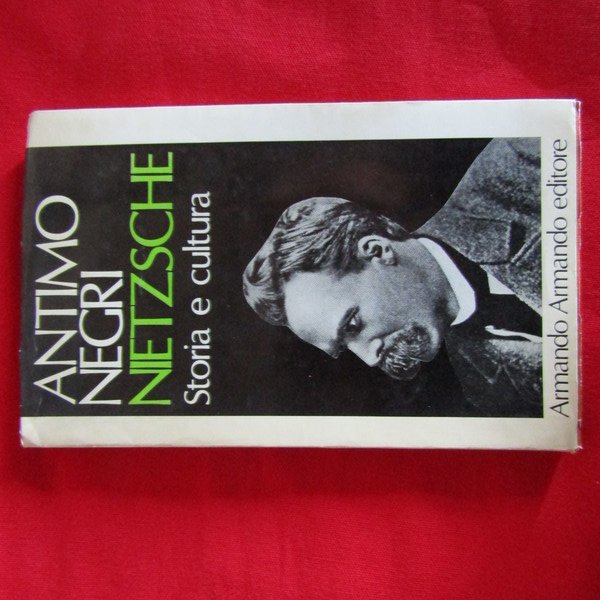 ANTIMO
NEGRI
NIETZSCHE
Storia e cultura
Armando Armando editore